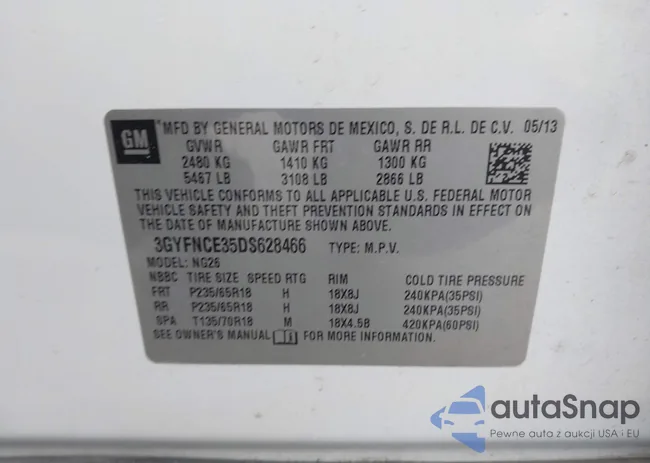 GM MFD BY GENERAL MOTORS DE MEXICO, S. DE R.L. DE C.V. 05/13
GVWR GAWR FRT GAWR RR
2480 KG 1410 KG 1300 KG
5467 LB 3108 LB 2866 LB
THIS VEHICLE CONFORMS TO ALL APPLICABLE U.S. FEDERAL MOTOR
VEHICLE SAFETY AND THEFT PREVENTION STANDARDS IN EFFECT ON
THE DATE OF MANUFACTURE SHOWN ABOVE.
3GYFNCE35DS628466 TYPE: M.P.V.
MODEL: NG26
NBBC TIRE SIZE SPEED RTG RIM COLD TIRE PRESSURE
FRT P235/65R18 H 18X8J 240KPA(35PSI)
RR P235/65R18 H 18X8J 240KPA(35PSI)
SPA T135/70R18 M 18X4.5B 420KPA(60PSI)
SEE OWNER'S MANUAL FOR MORE INFORMATION.
autaSnap
Pewne auta z aukcji USA i EU